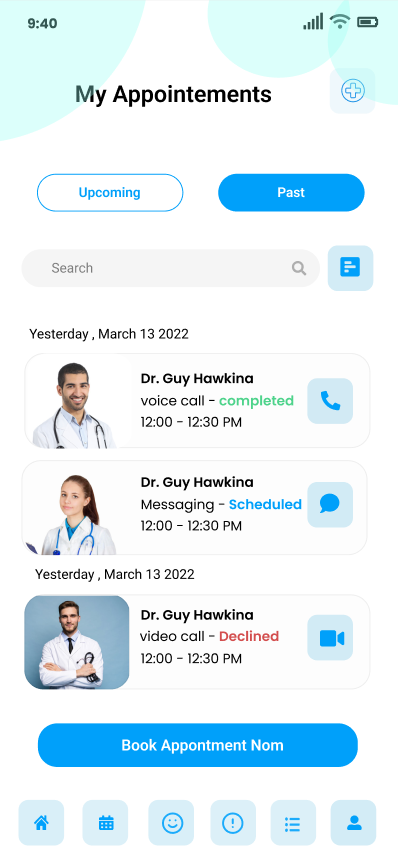 9:40
My Appointements
Upcoming
Past
Search
Yesterday , March 13 2022
Dr. Guy Hawkina
voice call - completed
12:00 - 12:30 PM
Dr. Guy Hawkina
Messaging - Scheduled
12:00 - 12:30 PM
Yesterday , March 13 2022
Dr. Guy Hawkina
video call - Declined
12:00 - 12:30 PM
Book Appontment Nom